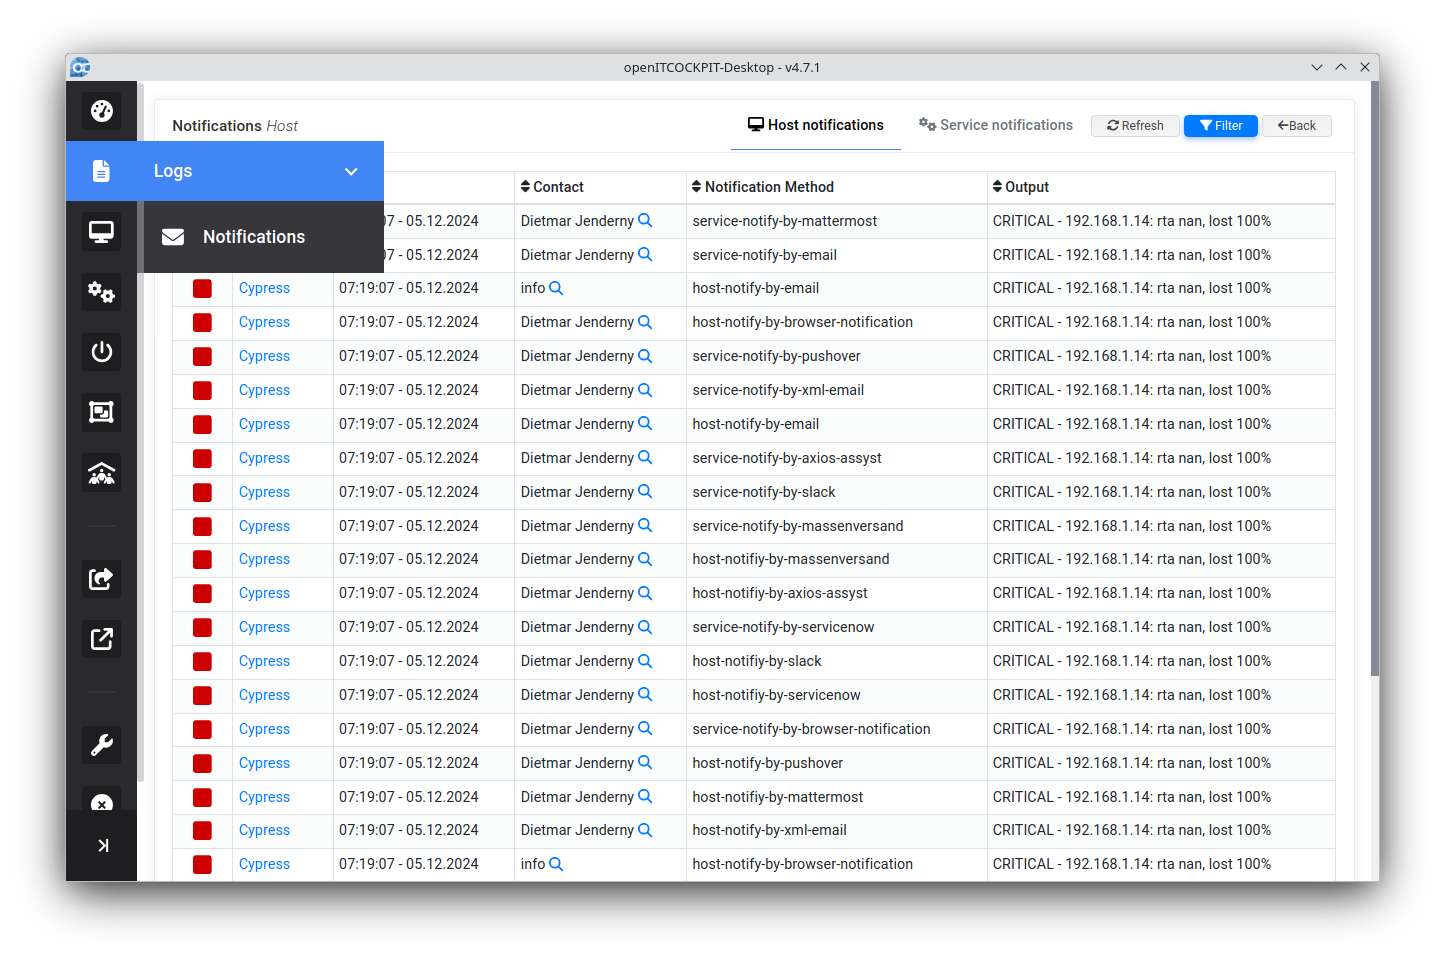 openITCOCKPIT-Desktop - v4.7.1
Notifications Host
Host notifications
Service notifications
Refresh
Filter
Back
Logs
Notifications
Contact Notification Method Output
07 - 05.12.2024 Dietmar Jenderny service-notify-by-mattermost CRITICAL - 192.168.1.14: rta nan, lost 100%
07 - 05.12.2024 Dietmar Jenderny service-notify-by-email CRITICAL - 192.168.1.14: rta nan, lost 100%
Cypress 07:19:07 - 05.12.2024 info host-notify-by-email CRITICAL - 192.168.1.14: rta nan, lost 100%
Cypress 07:19:07 - 05.12.2024 Dietmar Jenderny host-notify-by-browser-notification CRITICAL - 192.168.1.14: rta nan, lost 100%
Cypress 07:19:07 - 05.12.2024 Dietmar Jenderny service-notify-by-pushover CRITICAL - 192.168.1.14: rta nan, lost 100%
Cypress 07:19:07 - 05.12.2024 Dietmar Jenderny service-notify-by-xml-email CRITICAL - 192.168.1.14: rta nan, lost 100%
Cypress 07:19:07 - 05.12.2024 Dietmar Jenderny host-notify-by-email CRITICAL - 192.168.1.14: rta nan, lost 100%
Cypress 07:19:07 - 05.12.2024 Dietmar Jenderny service-notify-by-axios-assyst CRITICAL - 192.168.1.14: rta nan, lost 100%
Cypress 07:19:07 - 05.12.2024 Dietmar Jenderny service-notify-by-slack CRITICAL - 192.168.1.14: rta nan, lost 100%
Cypress 07:19:07 - 05.12.2024 Dietmar Jenderny service-notify-by-massenversand CRITICAL - 192.168.1.14: rta nan, lost 100%
Cypress 07:19:07 - 05.12.2024 Dietmar Jenderny host-notifiy-by-massenversand CRITICAL - 192.168.1.14: rta nan, lost 100%
Cypress 07:19:07 - 05.12.2024 Dietmar Jenderny host-notifiy-by-axios-assyst CRITICAL - 192.168.1.14: rta nan, lost 100%
Cypress 07:19:07 - 05.12.2024 Dietmar Jenderny service-notify-by-servicenow CRITICAL - 192.168.1.14: rta nan, lost 100%
Cypress 07:19:07 - 05.12.2024 Dietmar Jenderny host-notifiy-by-slack CRITICAL - 192.168.1.14: rta nan, lost 100%
Cypress 07:19:07 - 05.12.2024 Dietmar Jenderny host-notifiy-by-servicenow CRITICAL - 192.168.1.14: rta nan, lost 100%
Cypress 07:19:07 - 05.12.2024 Dietmar Jenderny service-notify-by-browser-notification CRITICAL - 192.168.1.14: rta nan, lost 100%
Cypress 07:19:07 - 05.12.2024 Dietmar Jenderny host-notify-by-pushover CRITICAL - 192.168.1.14: rta nan, lost 100%
Cypress 07:19:07 - 05.12.2024 Dietmar Jenderny host-notifiy-by-mattermost CRITICAL - 192.168.1.14: rta nan, lost 100%
Cypress 07:19:07 - 05.12.2024 Dietmar Jenderny host-notify-by-xml-email CRITICAL - 192.168.1.14: rta nan, lost 100%
Cypress 07:19:07 - 05.12.2024 info host-notify-by-browser-notification CRITICAL - 192.168.1.14: rta nan, lost 100%